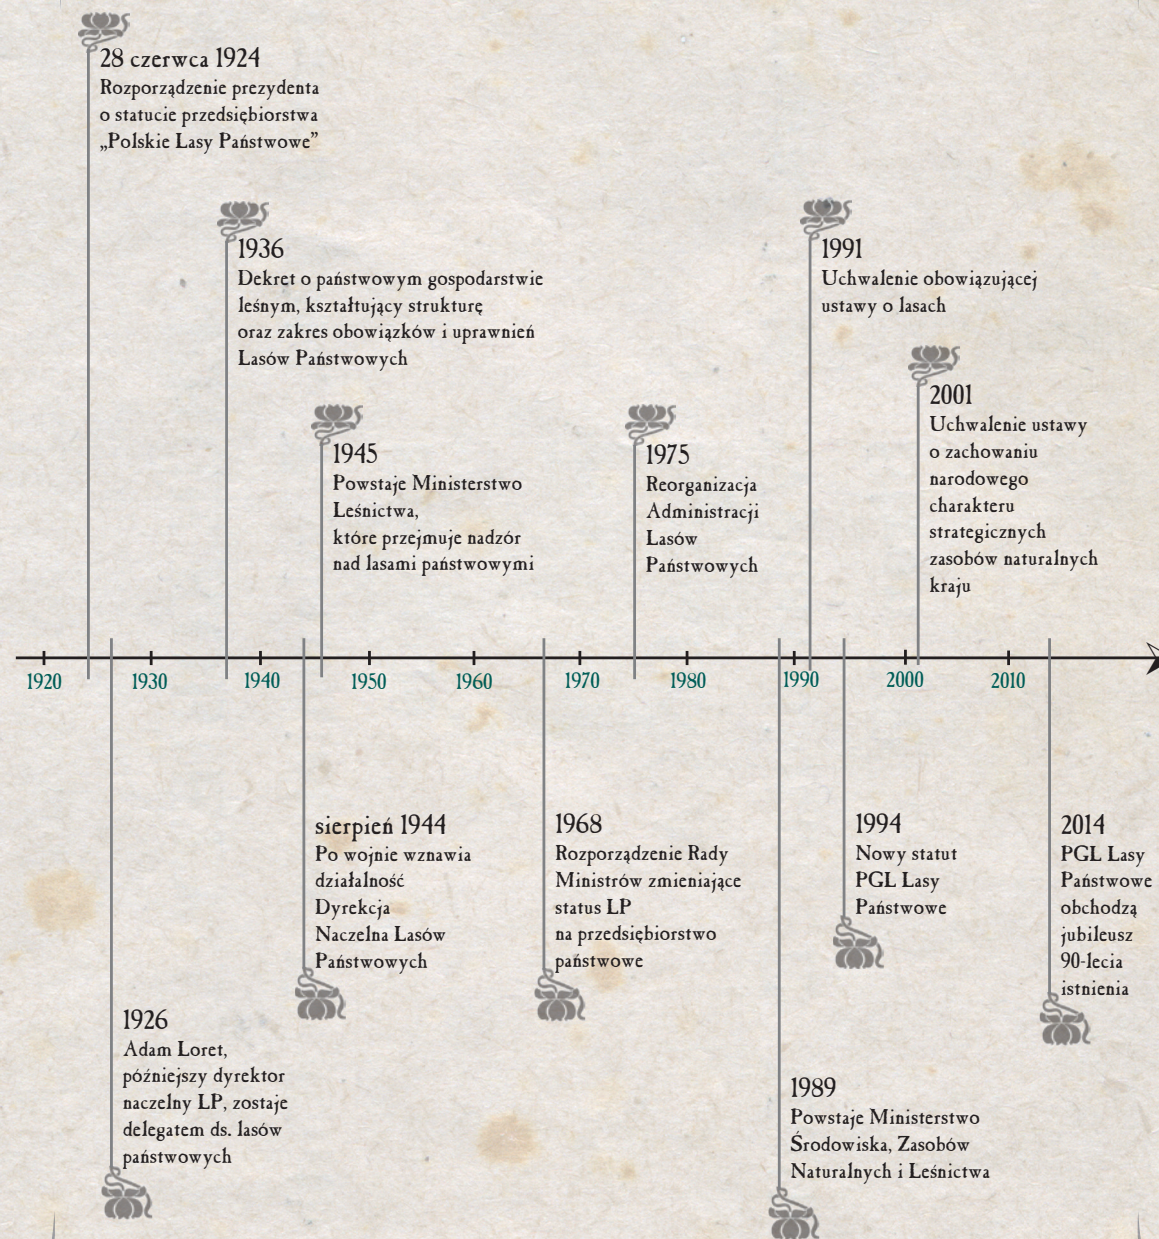 28 czerwca 1924
Rozporządzenie prezydenta
o statucie przedsiębiorstwa
„Polskie Lasy Państwowe”
1936
Dekret o państwowym gospodarstwie
leśnym, kształtujący strukturę
oraz zakres obowiązków i uprawnień
Lasów Państwowych
1945
Powstaje Ministerstwo
Leśnictwa,
które przejmuje nadzór
nad lasami państwowymi
1975
Reorganizacja
Administracji
Lasów
Państwowych
1991
Uchwalenie obowiązującej
ustawy o lasach
2001
Uchwalenie ustawy
o zachowaniu
narodowego
charakteru
strategicznych
zasobów naturalnych
kraju
1920 1930 1940 1950 1960 1970 1980 1990 2000 2010
1926
Adam Loret,
późniejszy dyrektor
naczelny LP, zostaje
delegatem ds. lasów
państwowych
sierpień 1944
Po wojnie wznawia
działalność
Dyrekcja
Naczelna Lasów
Państwowych
1968
Rozporządzenie Rady
Ministrów zmieniające
status LP
na przedsiębiorstwo
państwowe
1989
Powstaje Ministerstwo
Środowiska, Zasobów
Naturalnych i Leśnictwa
1994
Nowy statut
PGL Lasy
Państwowe
2014
PGL Lasy
Państwowe
obchodzą
jubileusz
90-lecia
istnienia